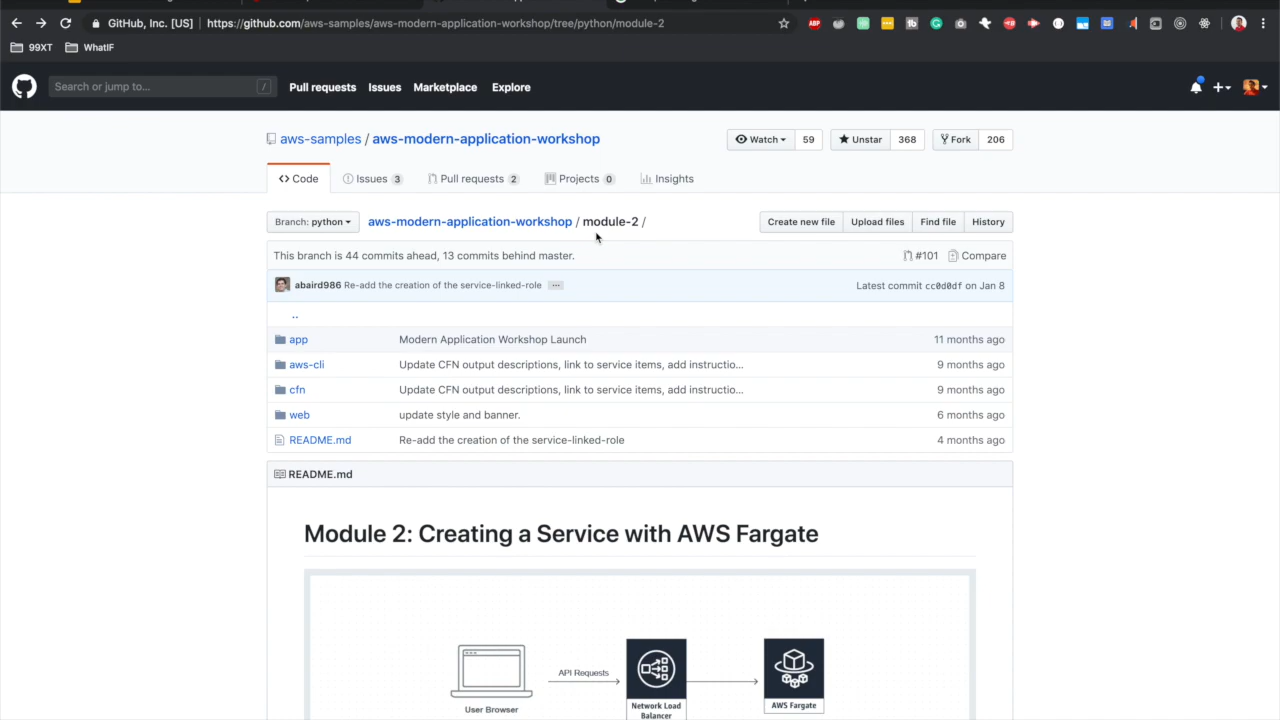 GitHub, Inc. [US] | https://github.com/aws-samples/aws-modern-application-workshop/tree/python/module-2
ABP
99XT WhatIF
Search or jump to... / Pull requests Issues Marketplace Explore
aws-samples / aws-modern-application-workshop Watch 59 Unstar 368 Fork 206
Code Issues 3 Pull requests 2 Projects 0 Insights
Branch: python aws-modern-application-workshop / module-2 / Create new file Upload files Find file History
This branch is 44 commits ahead, 13 commits behind master. #101 Compare
abaird986 Re-add the creation of the service-linked-role ... Latest commit cc0d0df on Jan 8
..
app Modern Application Workshop Launch 11 months ago
aws-cli Update CFN output descriptions, link to service items, add instructio... 9 months ago
cfn Update CFN output descriptions, link to service items, add instructio... 9 months ago
web update style and banner. 6 months ago
README.md Re-add the creation of the service-linked-role 4 months ago
README.md
Module 2: Creating a Service with AWS Fargate
API Requests
User Browser
Network Load
Balancer
AWS Fargate